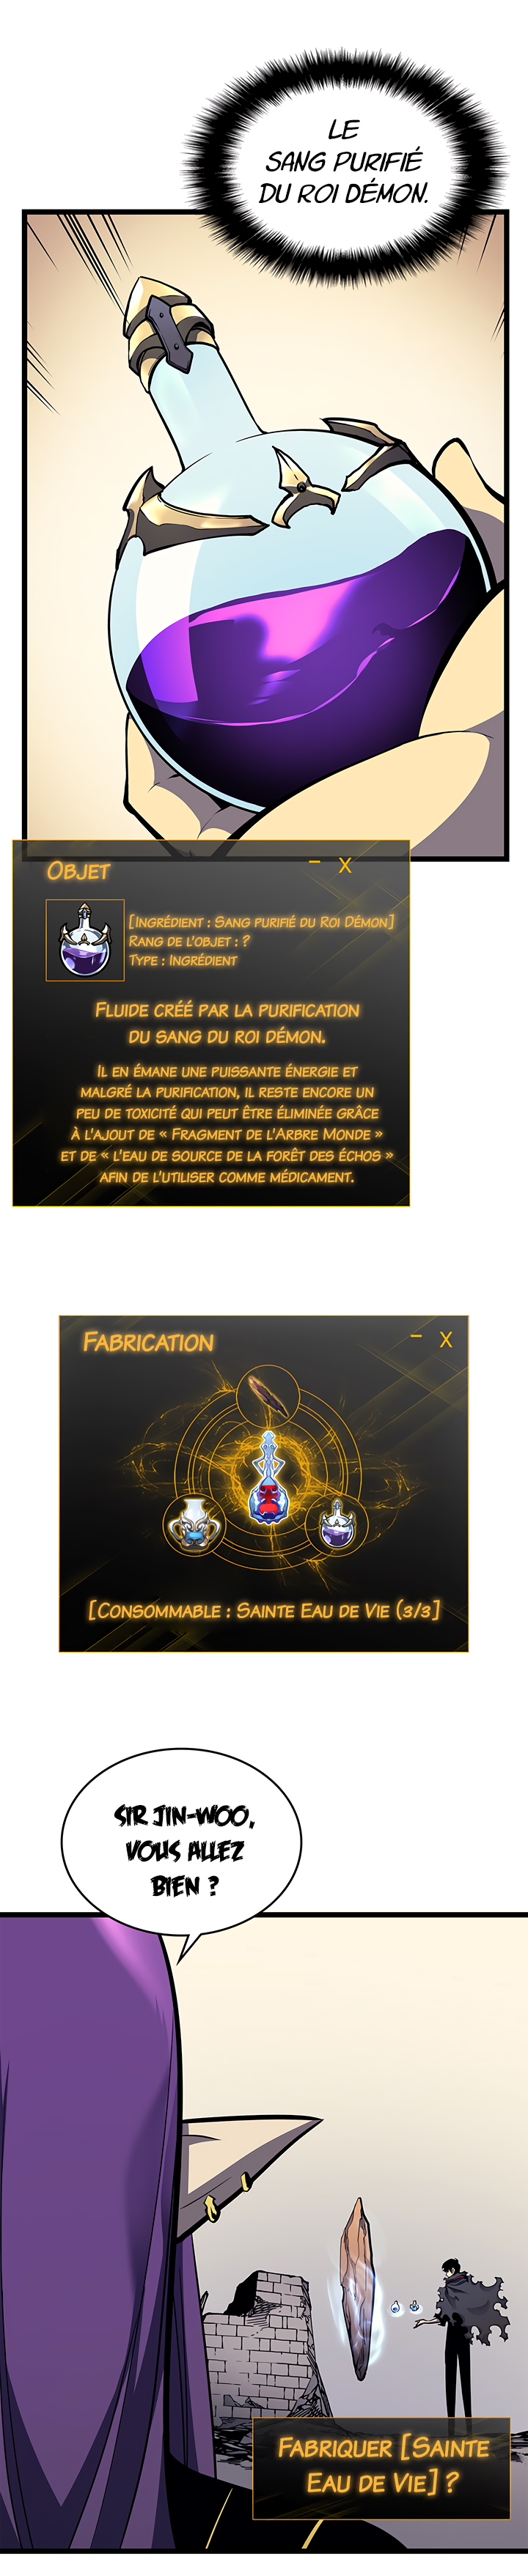 LE
SANG PURIFIÉ
DU ROI DÉMON.
OBJET
- X
[INGRÉDIENT : SANG PURIFIÉ DU ROI DÉMON]
RANG DE L'OBJET : ?
TYPE : INGRÉDIENT
FLUIDE CRÉÉ PAR LA PURIFICATION
DU SANG DU ROI DÉMON.
IL EN ÉMANE UNE PUISSANTE ÉNERGIE ET
MALGRÉ LA PURIFICATION, IL RESTE ENCORE UN
PEU DE TOXICITÉ QUI PEUT ÊTRE ÉLIMINÉE GRÂCE
À L'AJOUT DE « FRAGMENT DE L'ARBRE MONDE »
ET DE « L'EAU DE SOURCE DE LA FORÊT DES ÉCHOS »
AFIN DE L'UTILISER COMME MÉDICAMENT.
FABRICATION
- X
[CONSOMMABLE : SAINTE EAU DE VIE (3/3]
SIR JIN-WOO,
VOUS ALLEZ
BIEN ?
FABRIQUER [SAINTE
EAU DE VIE] ?